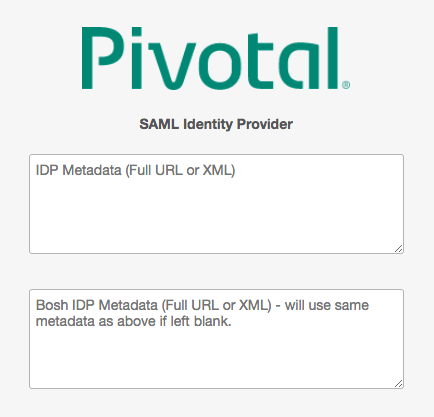 Pivotal®
SAML Identity Provider
IDP Metadata (Full URL or XML)
Bosh IDP Metadata (Full URL or XML) - will use same
metadata as above if left blank.